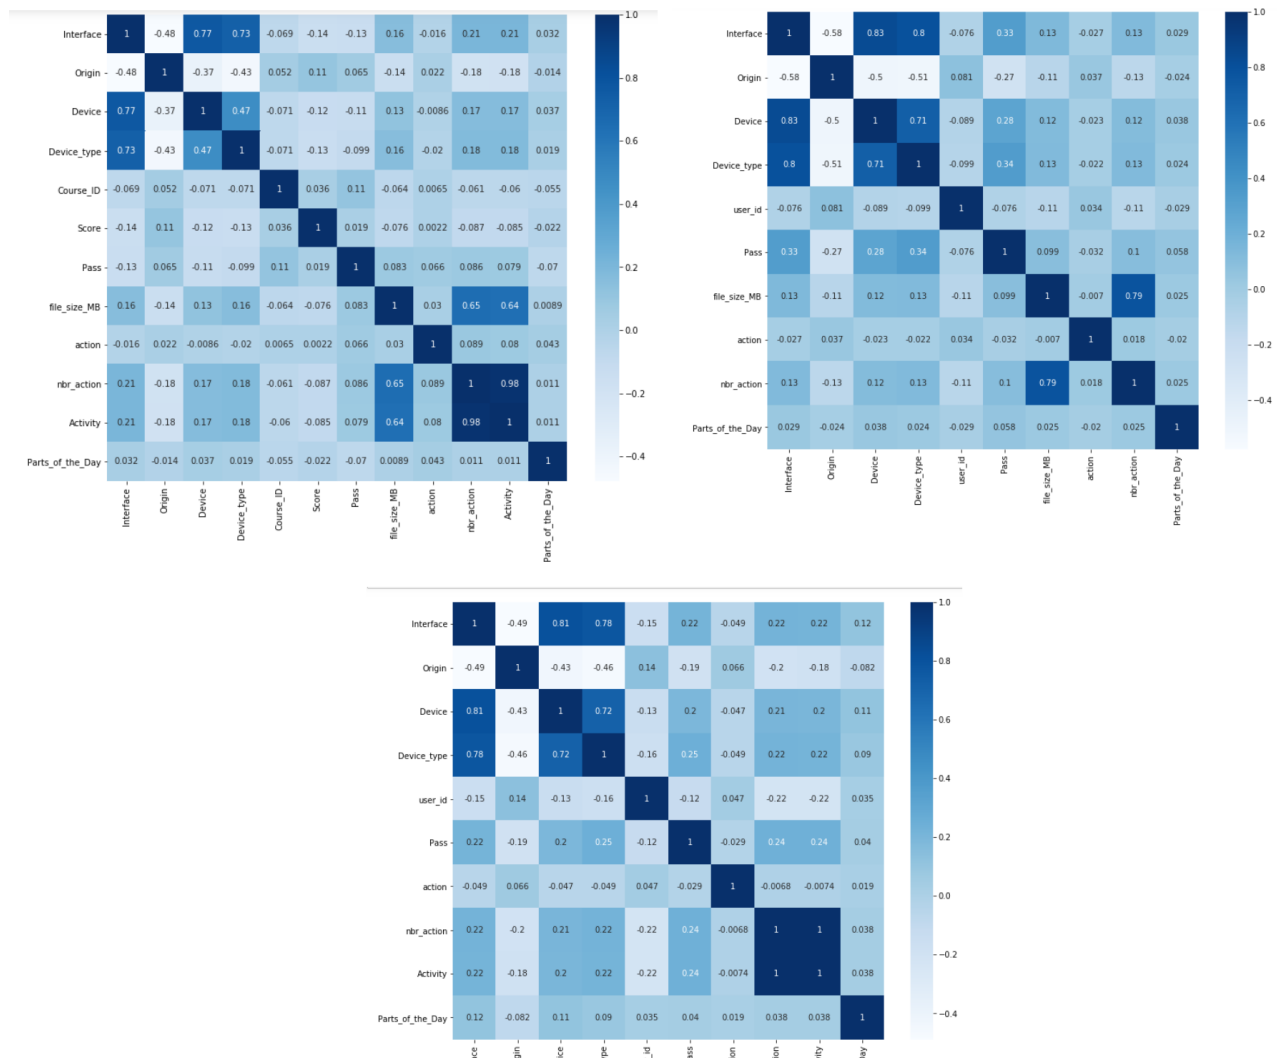 Interface 1 -0.48 0.77 0.73 -0.069 -0.14 -0.13 0.16 -0.016 0.21 0.21 0.032
Origin -0.48 1 -0.37 -0.43 0.052 0.11 0.065 -0.14 0.022 -0.18 -0.18 -0.014
Device 0.77 -0.37 1 0.47 -0.071 -0.12 -0.11 0.13 -0.0086 0.17 0.17 0.037
Device_type 0.73 -0.43 0.47 1 -0.071 -0.13 -0.099 0.16 -0.02 0.18 0.18 0.019
Course_ID -0.069 0.052 -0.071 -0.071 1 0.036 0.11 -0.064 0.0065 -0.061 -0.06 -0.055
Score -0.14 0.11 -0.12 -0.13 0.036 1 0.019 -0.076 0.0022 -0.087 -0.085 -0.022
Pass -0.13 0.065 -0.11 -0.099 0.11 0.019 1 0.083 0.066 0.086 0.079 -0.07
file_size_MB 0.16 -0.14 0.13 0.16 -0.064 -0.076 0.083 1 0.03 0.65 0.64 0.0089
action -0.016 0.022 -0.0086 -0.02 0.0065 0.0022 0.066 0.03 1 0.089 0.08 0.043
nbr_action 0.21 -0.18 0.17 0.18 -0.061 -0.087 0.086 0.65 0.089 1 0.98 0.011
Activity 0.21 -0.18 0.17 0.18 -0.06 -0.085 0.079 0.64 0.08 0.98 1 0.011
Parts_of_the_Day 0.032 -0.014 0.037 0.019 -0.055 -0.022 -0.07 0.0089 0.043 0.011 0.011 1
Interface Origin Device Device_type Course_ID Score Pass file_size_MB action nbr_action Activity Parts_of_the_Day
1.0
0.8
0.6
0.4
0.2
0.0
−0.2
−0.4
Interface 1 -0.58 0.83 0.8 -0.076 0.33 0.13 -0.027 0.13 0.029
Origin -0.58 1 -0.5 -0.51 0.081 -0.27 -0.11 0.037 -0.13 -0.024
Device 0.83 -0.5 1 0.71 -0.089 0.28 0.12 -0.023 0.12 0.038
Device_type 0.8 -0.51 0.71 1 -0.099 0.34 0.13 -0.022 0.13 0.024
user_id -0.076 0.081 -0.089 -0.099 1 -0.076 -0.11 0.034 -0.11 -0.029
Pass 0.33 -0.27 0.28 0.34 -0.076 1 0.099 -0.032 0.1 0.058
file_size_MB 0.13 -0.11 0.12 0.13 -0.11 0.099 1 -0.007 0.79 0.025
action -0.027 0.037 -0.023 -0.022 0.034 -0.032 -0.007 1 0.018 -0.02
nbr_action 0.13 -0.13 0.12 0.13 -0.11 0.1 0.79 0.018 1 0.025
Parts_of_the_Day 0.029 -0.024 0.038 0.024 -0.029 0.058 0.025 -0.02 0.025 1
Interface Origin Device Device_type user_id Pass file_size_MB action nbr_action Parts_of_the_Day
1.0
0.8
0.6
0.4
0.2
0.0
−0.2
−0.4
Interface 1 -0.49 0.81 0.78 -0.15 0.22 -0.049 0.22 0.22 0.12
Origin -0.49 1 -0.43 -0.46 0.14 -0.19 0.066 -0.2 -0.18 -0.082
Device 0.81 -0.43 1 0.72 -0.13 0.2 -0.047 0.21 0.2 0.11
Device_type 0.78 -0.46 0.72 1 -0.16 0.25 -0.049 0.22 0.22 0.09
user_id -0.15 0.14 -0.13 -0.16 1 -0.12 0.047 -0.22 -0.22 0.035
Pass 0.22 -0.19 0.2 0.25 -0.12 1 -0.029 0.24 0.24 0.04
action -0.049 0.066 -0.047 -0.049 0.047 -0.029 1 -0.0068 -0.0074 0.019
nbr_action 0.22 -0.2 0.21 0.22 -0.22 0.24 -0.0068 1 1 0.038
Activity 0.22 -0.18 0.2 0.22 -0.22 0.24 -0.0074 1 1 0.038
Parts_of_the_Day 0.12 -0.082 0.11 0.09 0.035 0.04 0.019 0.038 0.038 1
1.0
0.8
0.6
0.4
0.2
0.0
−0.2
−0.4